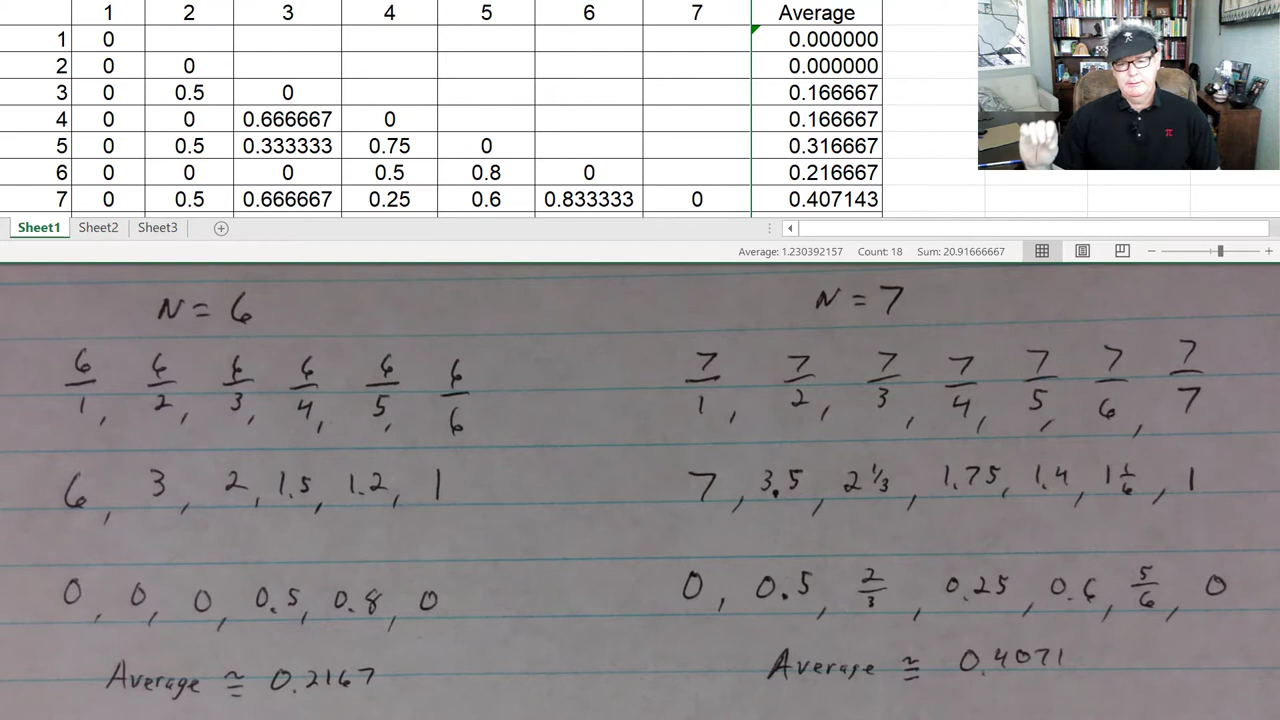 1 2 3 4 5 6 7 Average
1 0 0.000000
2 0 0 0.000000
3 0 0.5 0 0.166667
4 0 0 0.666667 0 0.166667
5 0 0.5 0.333333 0.75 0 0.316667
6 0 0 0 0.5 0.8 0 0.216667
7 0 0.5 0.666667 0.25 0.6 0.833333 0 0.407143
Sheet1 Sheet2 Sheet3
Average: 1.230392157 Count: 18 Sum: 20.91666667
N = 6
6/1, 6/2, 6/3, 6/4, 6/5, 6/6
6, 3, 2, 1.5, 1.2, 1
0, 0, 0, 0.5, 0.8, 0
Average ≅ 0.2167
N = 7
7/1, 7/2, 7/3, 7/4, 7/5, 7/6, 7/7
7, 3.5, 2 1/3, 1.75, 1.4, 1 1/6, 1
0, 0.5, 2/3, 0.25, 0.6, 5/6, 0
Average ≅ 0.4071
π